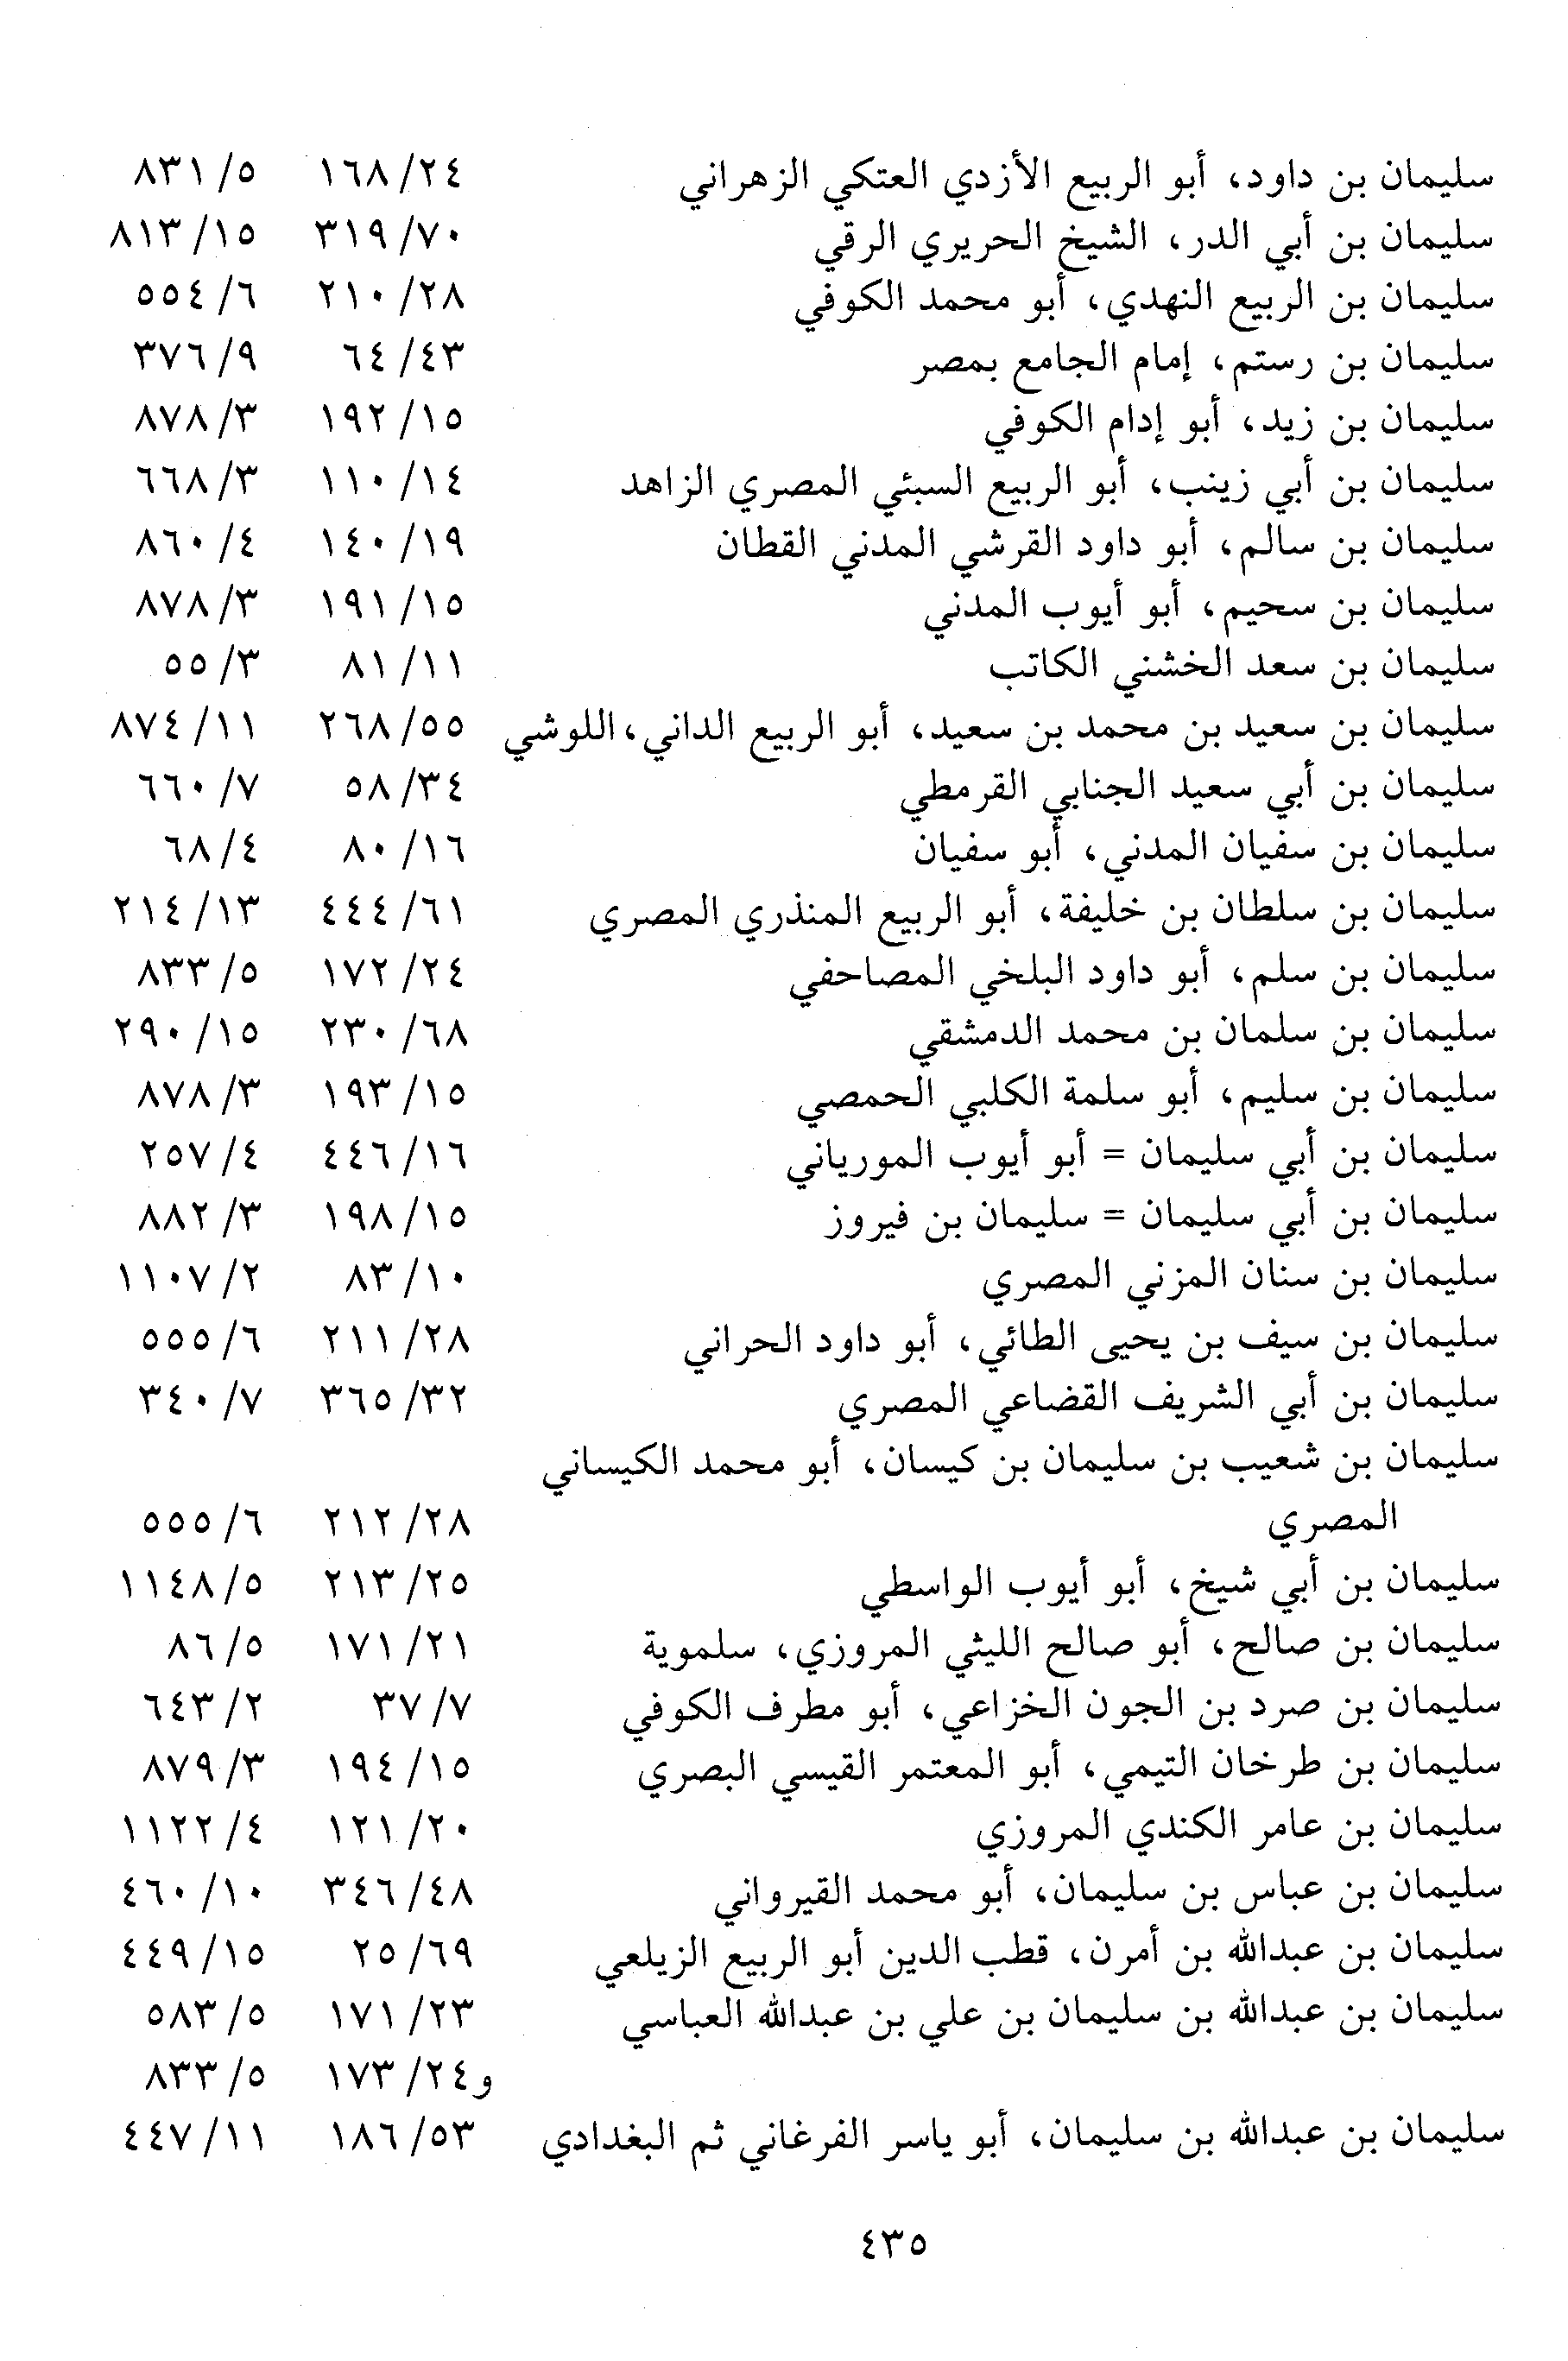 سليمان بن داود، أبو الربيع الأزدي العتكي الزهراني ٢٤/ ١٦٨ ٥/ ٨٣١
سليمان بن أبي الدر، الشيخ الحريري الرقي ٧٠/ ٣١٩ ١٥/ ٨١٣
سليمان بن الربيع النهدي، أبو محمد الكوفي ٢٨/ ٢١٠ ٦/ ٥٥٤
سليمان بن رستم، إمام الجامع بمصر ٤٣/ ٦٤ ٩/ ٣٧٦
سليمان بن زيد، أبو إدام الكوفي ١٥/ ١٩٢ ٣/ ٨٧٨
سليمان بن أبي زينب، أبو الربيع السبئي المصري الزاهد ١٤/ ١١٠ ٣/ ٦٦٨
سليمان بن سالم، أبو داود القرشي المدني القطان ١٩/ ١٤٠ ٤/ ٨٦٠
سليمان بن سحيم، أبو أيوب المدني ١٥/ ١٩١ ٣/ ٨٧٨
سليمان بن سعد الخشني الكاتب ١١/ ٨١ ٣/ ٥٥
سليمان بن سعيد بن محمد بن سعيد، أبو الربيع الداني، اللوشي ٥٥/ ٢٦٨ ١١/ ٨٧٤
سليمان بن أبي سعيد الجنابي القرمطي ٣٤/ ٥٨ ٧/ ٦٦٠
سليمان بن سفيان المدني، أبو سفيان ١٦/ ٨٠ ٤/ ٦٨
سليمان بن سلطان بن خليفة، أبو الربيع المنذري المصري ٦١/ ٤٤٤ ١٣/ ٢١٤
سليمان بن سلم، أبو داود البلخي المصاحفي ٢٤/ ١٧٢ ٥/ ٨٣٣
سليمان بن سلمان بن محمد الدمشقي ٦٨/ ٢٣٠ ١٥/ ٢٩٠
سليمان بن سليم، أبو سلمة الكلبي الحمصي ١٥/ ١٩٣ ٣/ ٨٧٨
سليمان بن أبي سليمان = أبو أيوب المورياني ١٦/ ٤٤٦ ٤/ ٢٥٧
سليمان بن أبي سليمان = سليمان بن فيروز ١٥/ ١٩٨ ٣/ ٨٨٢
سليمان بن سنان المزني المصري ١٠/ ٨٣ ٢/ ١١٠٧
سليمان بن سيف بن يحيى الطائي، أبو داود الحراني ٢٨/ ٢١١ ٦/ ٥٥٥
سليمان بن أبي الشريف القضاعي المصري ٣٢/ ٣٦٥ ٧/ ٣٤٠
سليمان بن شعيب بن سليمان بن كيسان، أبو محمد الكيساني
المصري ٢٨/ ٢١٢ ٦/ ٥٥٥
سليمان بن أبي شيخ، أبو أيوب الواسطي ٢٥/ ٢١٣ ٥/ ١١٤٨
سليمان بن صالح، أبو صالح الليثي المروزي، سلموية ٢١/ ١٧١ ٥/ ٨٦
سليمان بن صرد بن الجون الخزاعي، أبو مطرف الكوفي ٧/ ٣٧ ٢/ ٦٤٣
سليمان بن طرخان التيمي، أبو المعتمر القيسي البصري ١٥/ ١٩٤ ٣/ ٨٧٩
سليمان بن عامر الكندي المروزي ٢٠/ ١٢١ ٤/ ١١٢٢
سليمان بن عباس بن سليمان، أبو محمد القيرواني ٤٨/ ٣٤٦ ١٠/ ٤٦٠
سليمان بن عبدالله بن أمرن، قطب الدين أبو الربيع الزيلعي ٦٩/ ٢٥ ١٥/ ٤٤٩
سليمان بن عبدالله بن سليمان بن علي بن عبدالله العباسي ٢٣/ ١٧١ ٥/ ٥٨٣
و٢٤/ ١٧٣ ٥/ ٨٣٣
سليمان بن عبدالله بن سليمان، أبو ياسر الفرغاني ثم البغدادي ٥٣/ ١٨٦ ١١/ ٤٤٧
٤٣٥